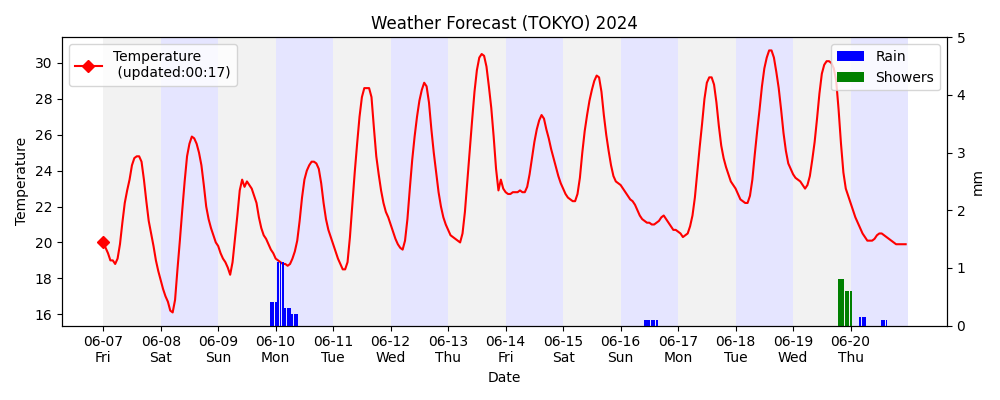 Weather Forecast (TOKYO) 2024
Temperature
(updated:00:17)
Rain
Showers
Temperature
30
28
26
24
22
20
18
16
5
4
3
2
1
0
mm
06-07 06-08 06-09 06-10 06-11 06-12 06-13 06-14 06-15 06-16 06-17 06-18 06-19 06-20
Fri Sat Sun Mon Tue Wed Thu Fri Sat Sun Mon Tue Wed Thu
Date